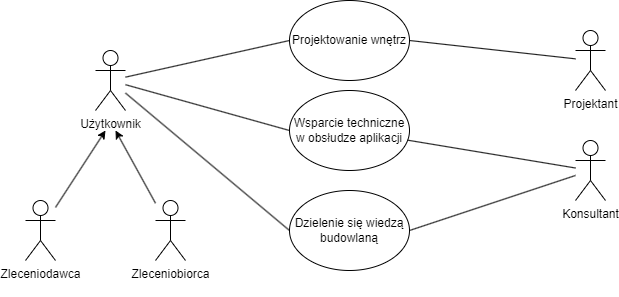 Projektowanie wnętrz
Projektant
Użytkownik
Wsparcie techniczne
w obsłudze aplikacji
Konsultant
Dzielenie się wiedzą
budowlaną
Zleceniodawca
Zleceniobiorca